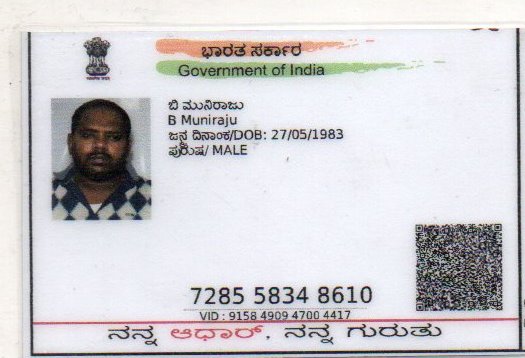 ಭಾರತ ಸರ್ಕಾರ
Government of India
ಬಿ ಮುನಿರಾಜು
B Muniraju
ಜನ್ಮ ದಿನಾಂಕ/DOB: 27/05/1983
ಪುರುಷ/ MALE
7285 5834 8610
VID : 9158 4909 4700 4417
ನನ್ನ ಆಧಾರ್, ನನ್ನ ಗುರುತು